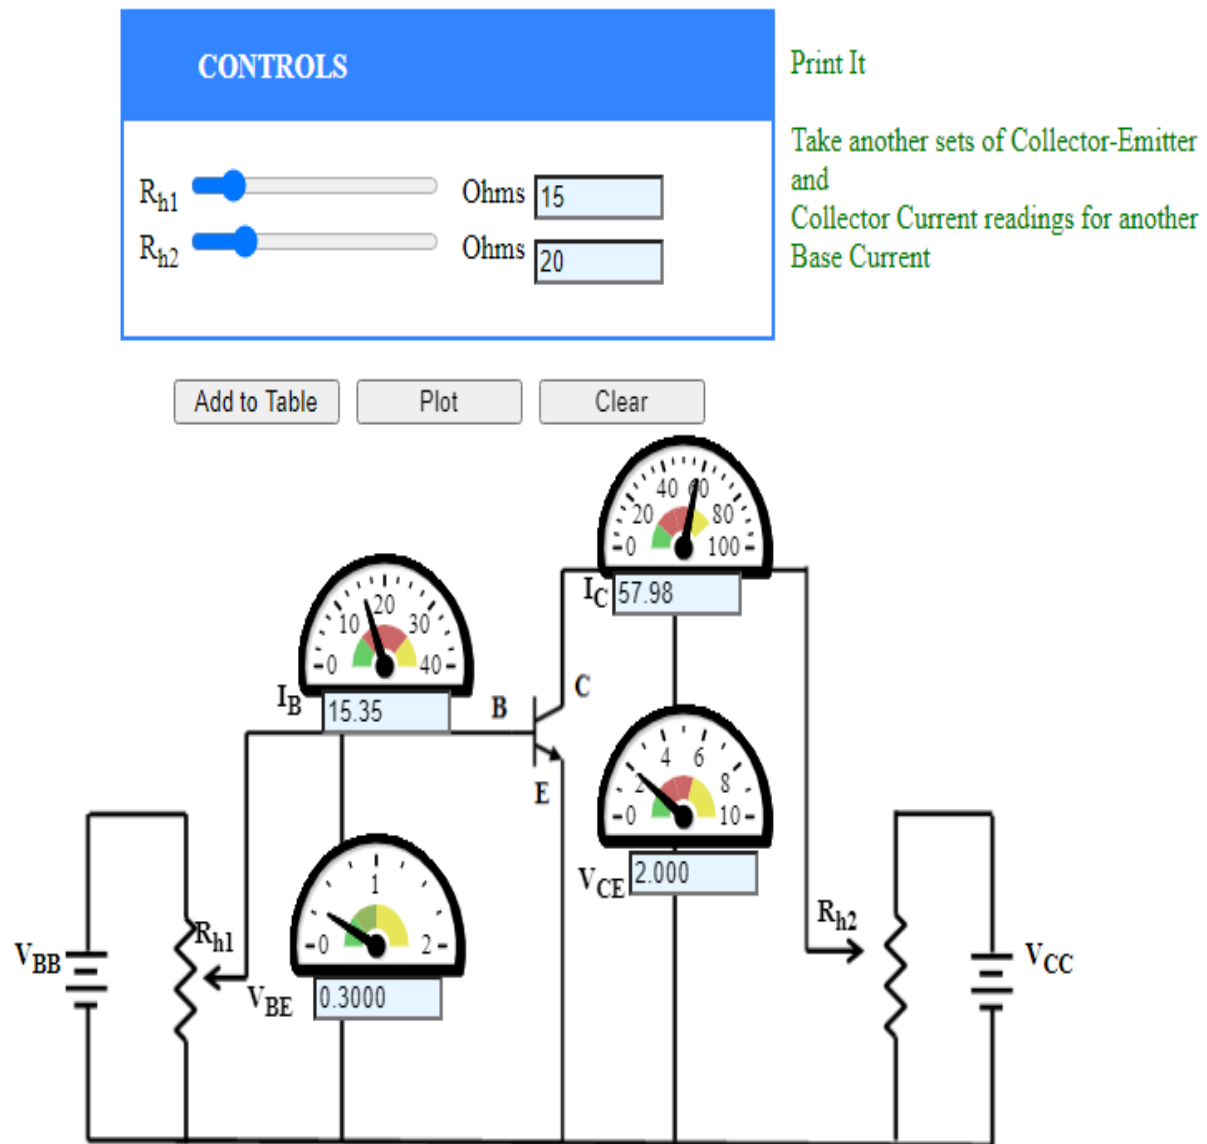 CONTROLS
Print It
Take another sets of Collector-Emitter
and
Collector Current readings for another
Base Current
Rh1 Ohms 15
Rh2 Ohms 20
Add to Table Plot Clear
0 20 40 60 80 100
IC 57.98
0 10 20 30 40
IB 15.35
B
C
E
0 2 4 6 8 10
VCE 2.000
0 1 2
VBE 0.3000
VBB
Rh1
Rh2
VCC